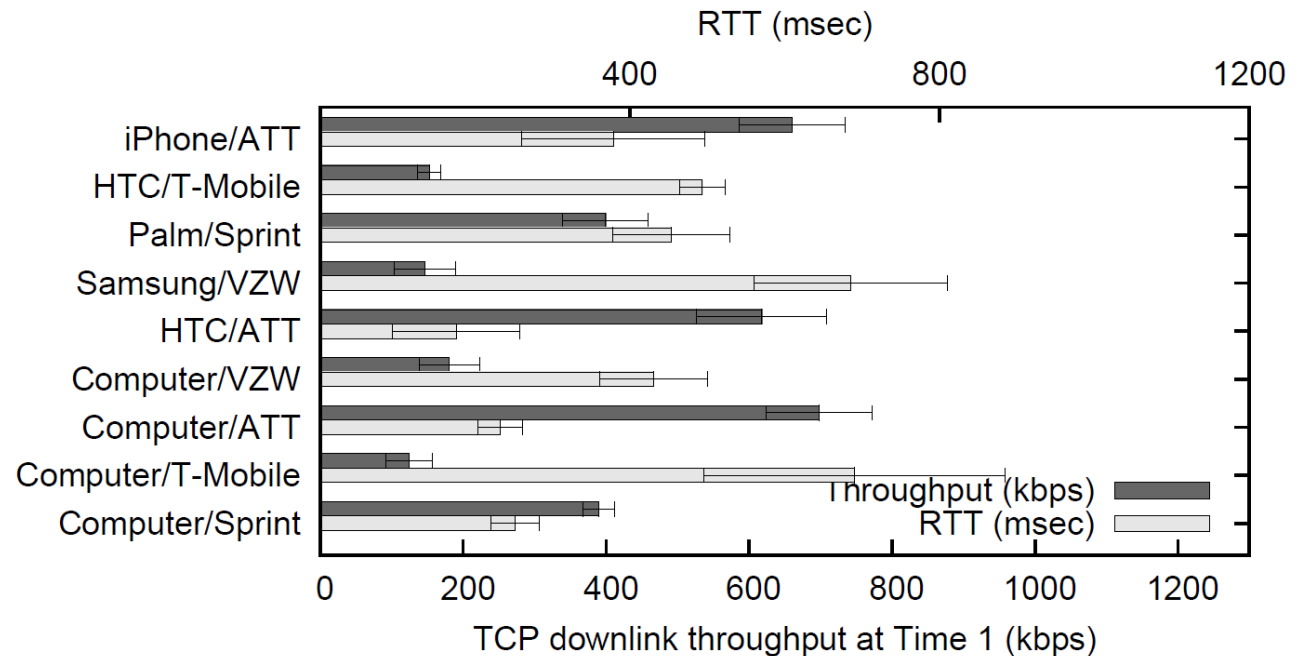 RTT (msec)
400 800 1200
iPhone/ATT
HTC/T-Mobile
Palm/Sprint
Samsung/VZW
HTC/ATT
Computer/VZW
Computer/ATT
Computer/T-Mobile
Computer/Sprint
Throughput (kbps)
RTT (msec)
0 200 400 600 800 1000 1200
TCP downlink throughput at Time 1 (kbps)